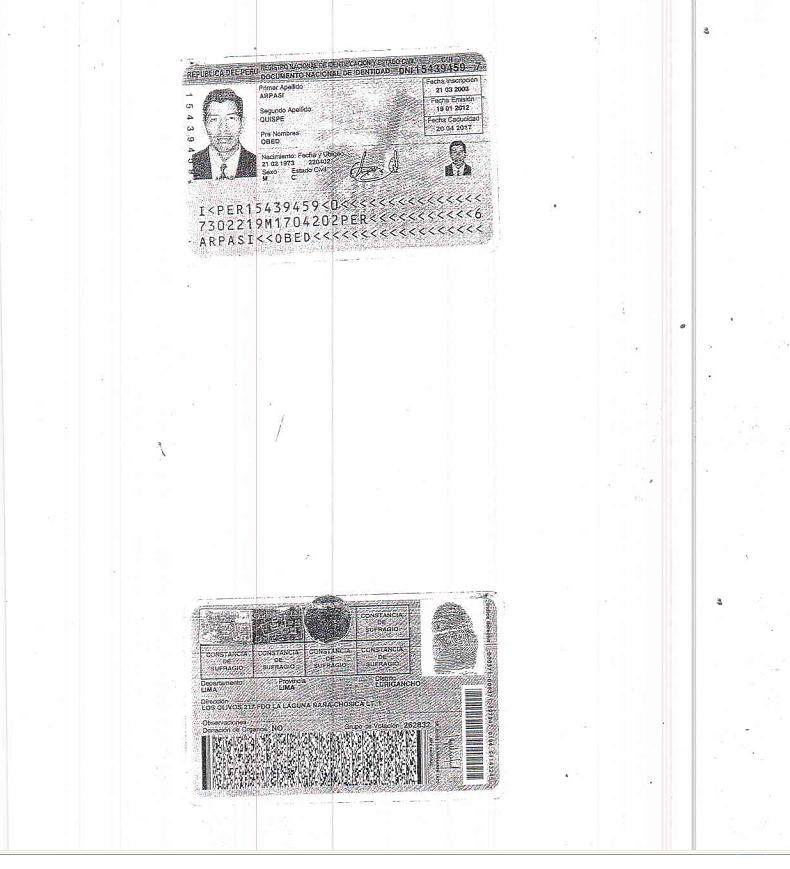 REPUBLICA DEL PERU REGISTRO NACIONAL DE IDENTIFICACION Y ESTADO CIVIL CUI
DOCUMENTO NACIONAL DE IDENTIDAD DNI 15439459 - 7
Primer Apellido
ARPASI
Segundo Apellido
QUISPE
Pre Nombres
OBED
Nacimiento: Fecha y Ubigeo
21 02 1973 220402
Sexo Estado Civil
M C
Fecha Inscripción
21 03 2003
Fecha Emisión
18 01 2012
Fecha Caducidad
20 04 2017
15439459
I<PER15439459<0<<<<<<<<<<<<<<<
7302219M1704202PER<<<<<<<<<<<6
ARPASI<<OBED<<<<<<<<<<<<<<<<<<
CONSTANCIA DE SUFRAGIO
CONSTANCIA DE SUFRAGIO
CONSTANCIA DE SUFRAGIO
CONSTANCIA DE SUFRAGIO
CONSTANCIA DE SUFRAGIO
Departamento Provincia Distrito
LIMA LIMA LURIGANCHO
Dirección
LOS OLIVOS 217 FDO LA LAGUNA ÑAÑA-CHOSICA LT. 1
Observaciones
Donación de Organos: NO Grupo de Votación: 262832